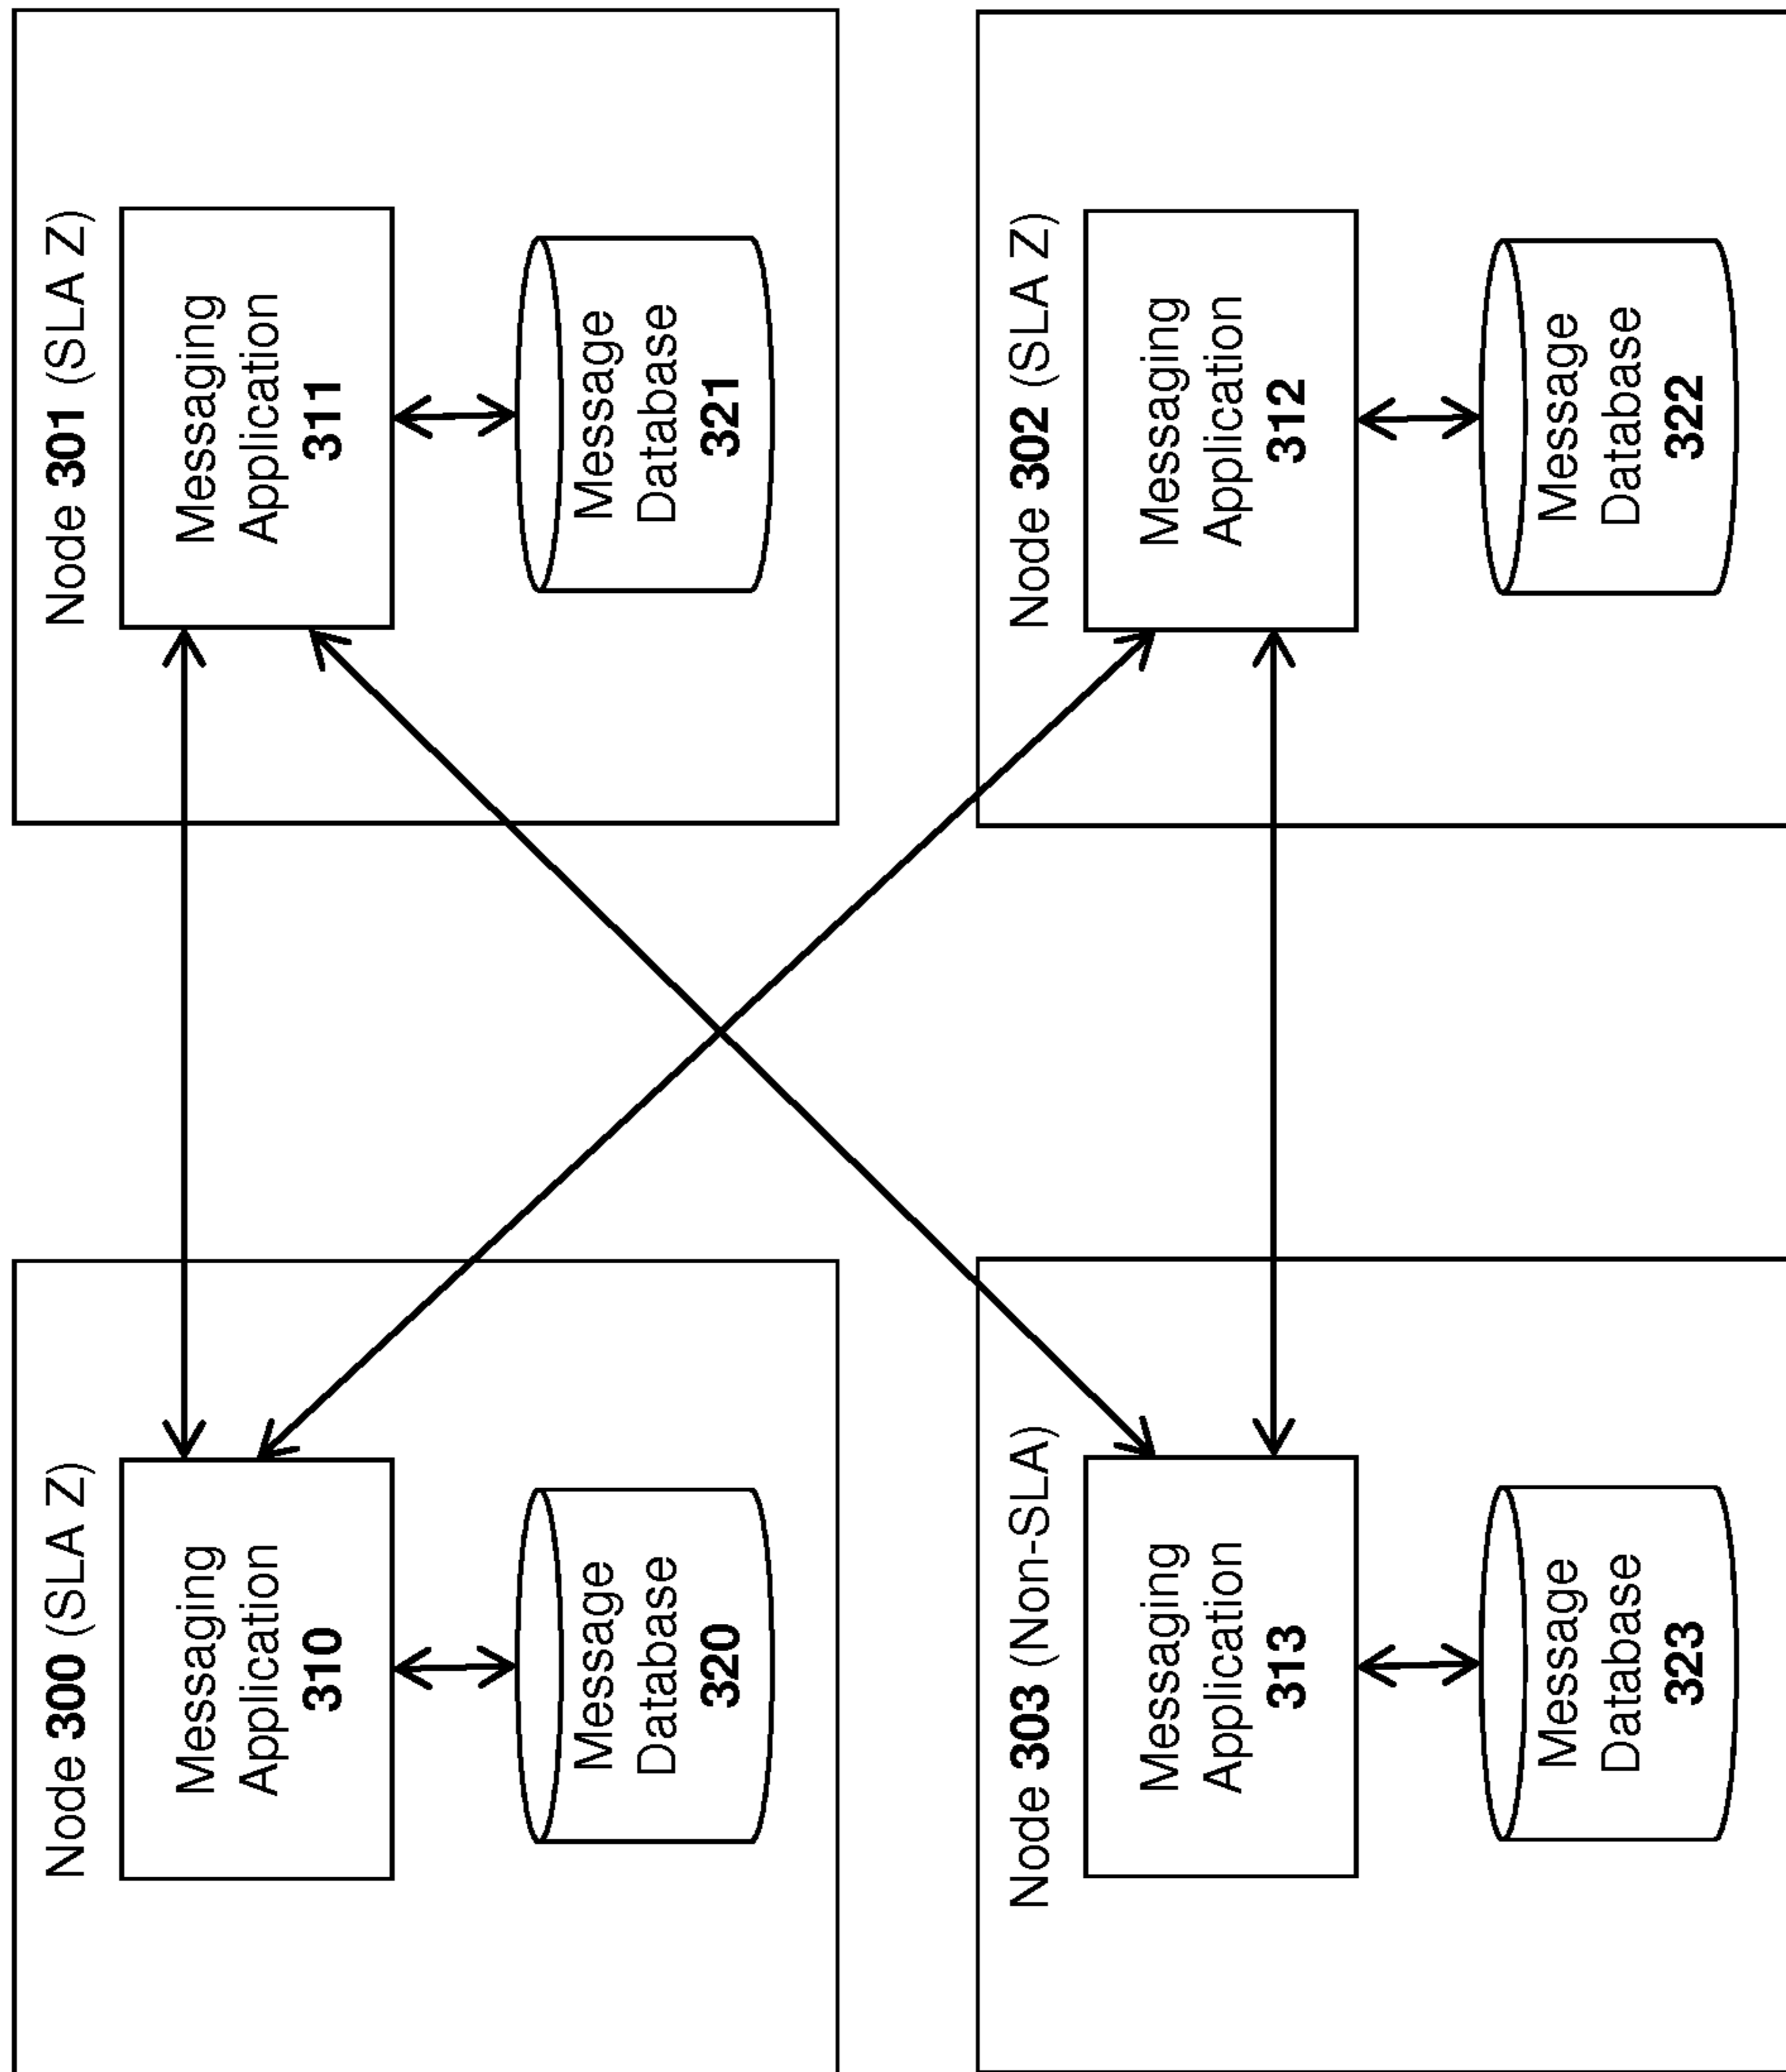 Node 300 (SLA Z)
Messaging
Application
310
Message
Database
320
Node 301 (SLA Z)
Messaging
Application
311
Message
Database
321
Node 303 (Non-SLA)
Messaging
Application
313
Message
Database
323
Node 302 (SLA Z)
Messaging
Application
312
Message
Database
322